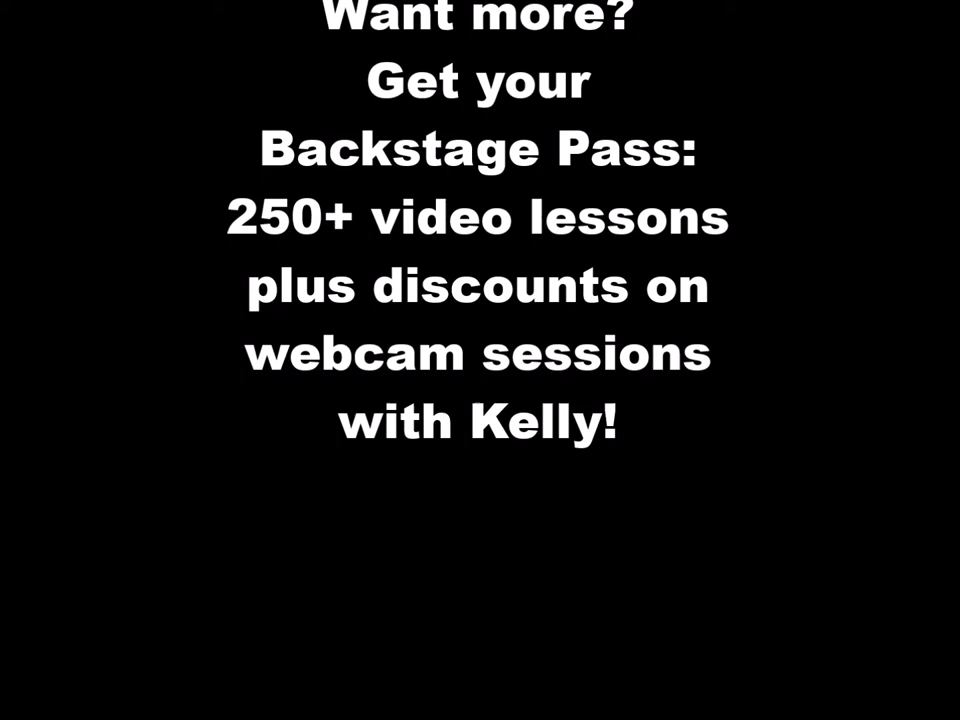 Want more?
Get your
Backstage Pass:
250+ video lessons
plus discounts on
webcam sessions
with Kelly!